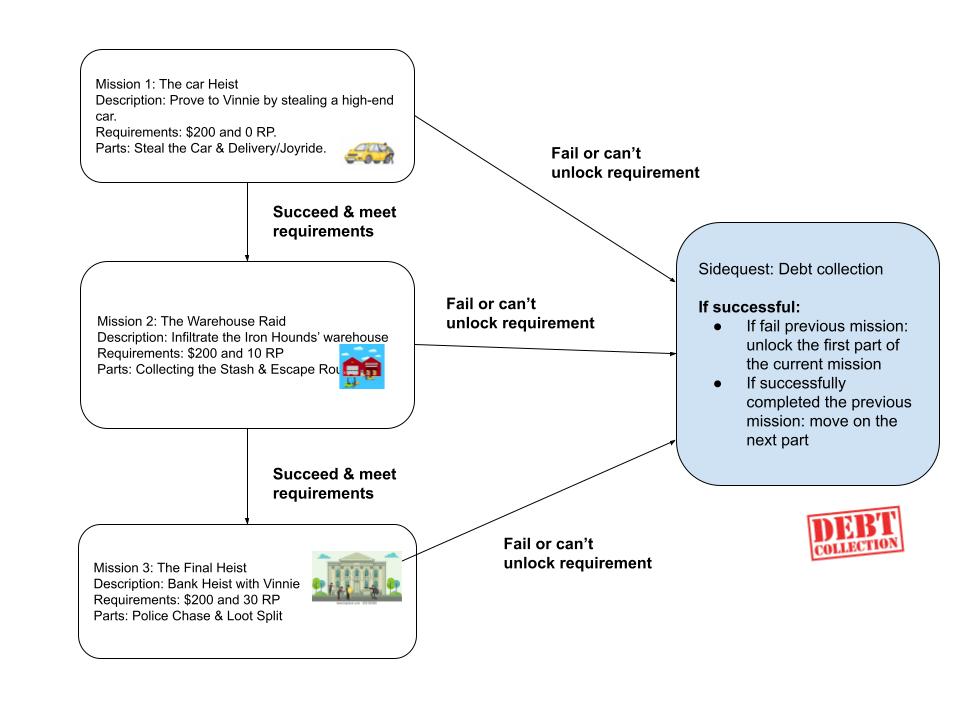 Mission 1: The car Heist
Description: Prove to Vinnie by stealing a high-end
car.
Requirements: $200 and 0 RP.
Parts: Steal the Car & Delivery/Joyride.
Fail or can't
unlock requirement
Succeed & meet
requirements
Sidequest: Debt collection
If successful:
● If fail previous mission:
unlock the first part of
the current mission
● If successfully
completed the previous
mission: move on the
next part
Mission 2: The Warehouse Raid
Description: Infiltrate the Iron Hounds' warehouse
Requirements: $200 and 10 RP
Parts: Collecting the Stash & Escape
Fail or can't
unlock requirement
Succeed & meet
requirements
DEBT
COLLECTION
Mission 3: The Final Heist
Description: Bank Heist with Vinnie
Requirements: $200 and 30 RP
Parts: Police Chase & Loot Split
Fail or can't
unlock requirement